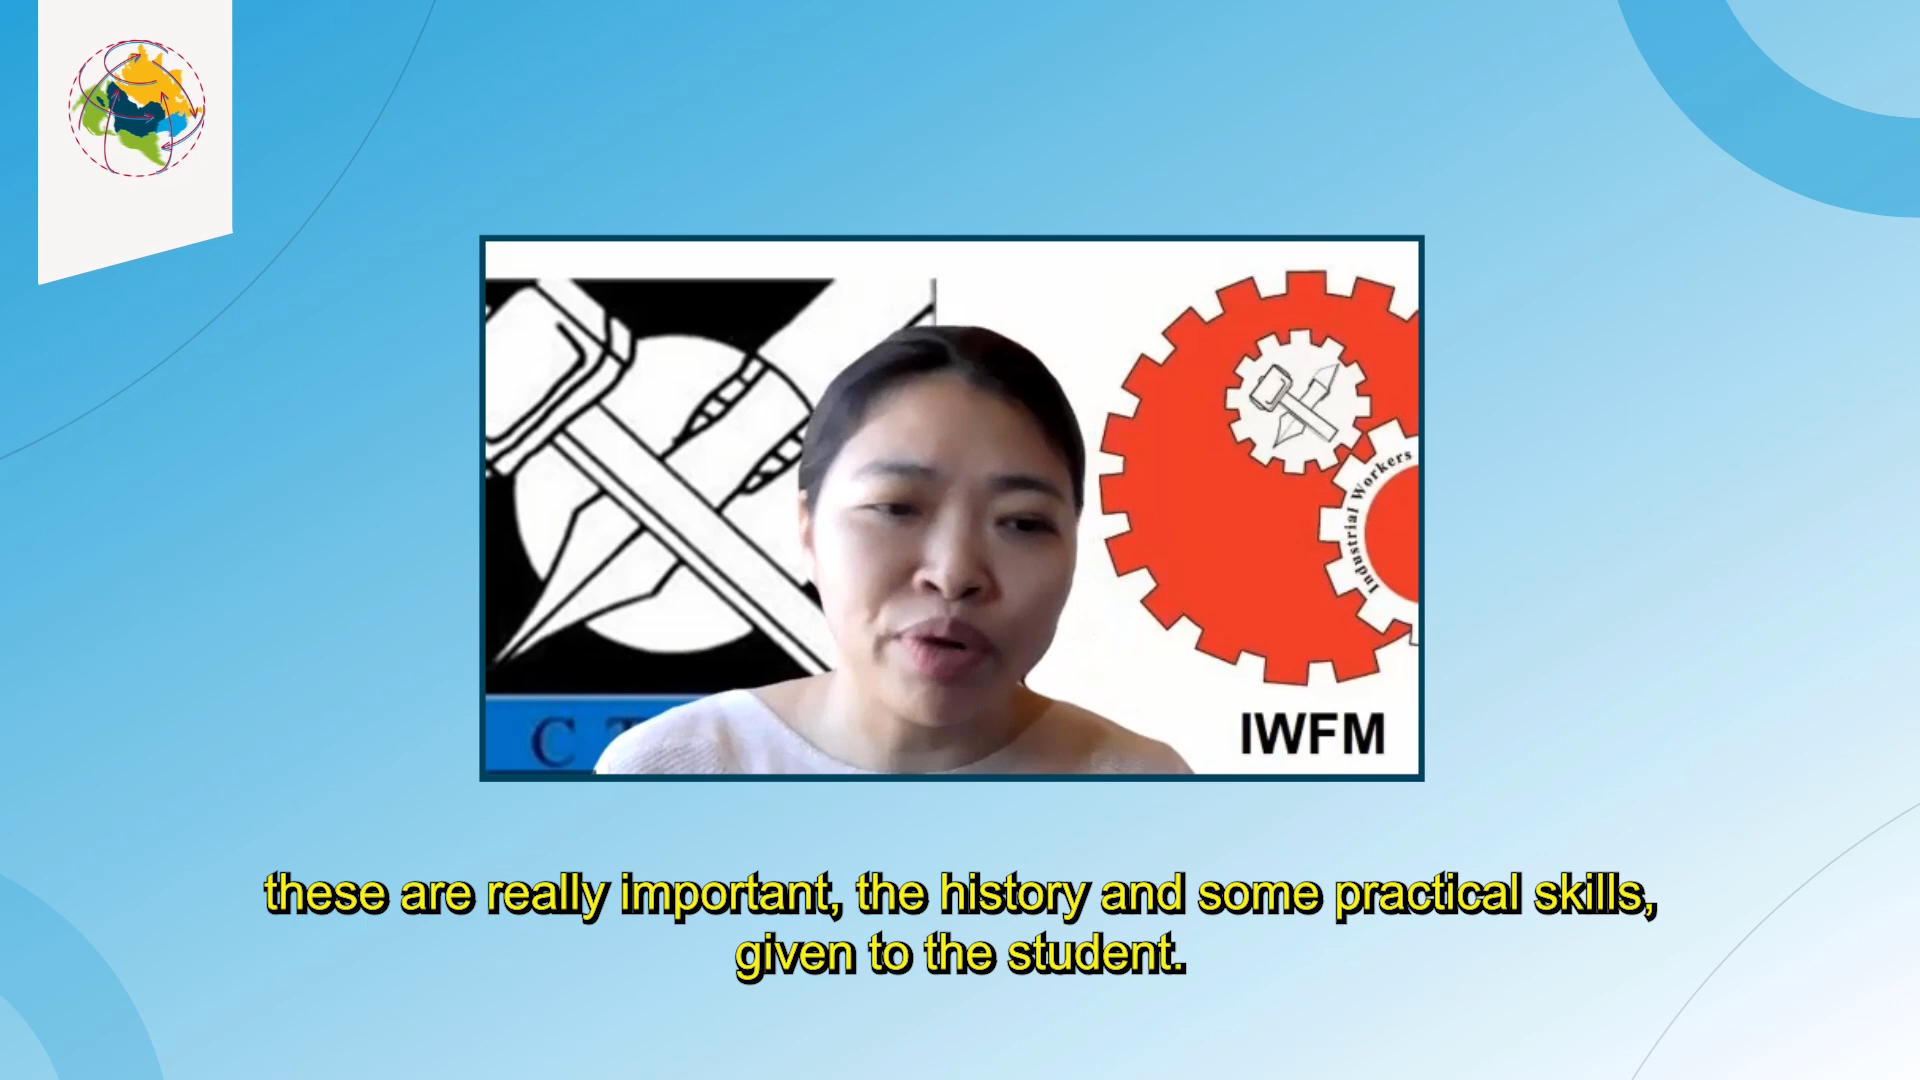 Industrial Workers
C T
IWFM
these are really important, the history and some practical skills,
given to the student.